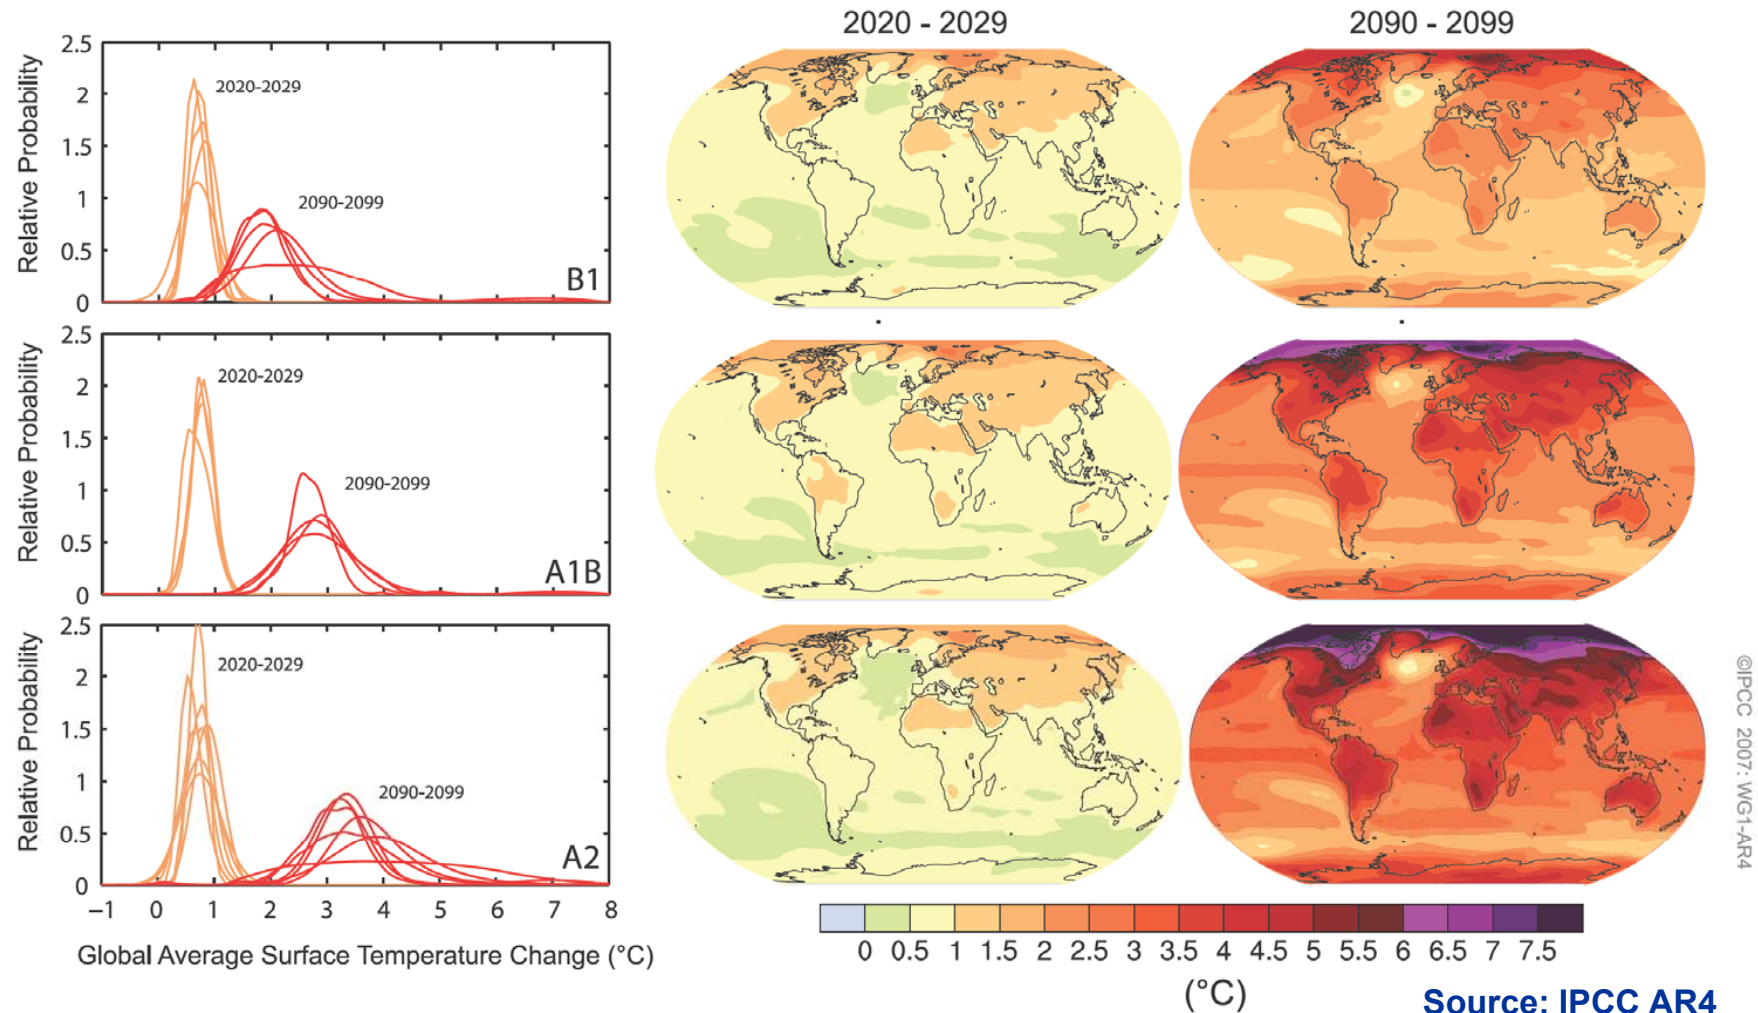 2020 - 2029
2090 - 2099
2.5
2
1.5
1
0.5
0
Relative Probability
2020-2029
2090-2099
B1
2.5
2
1.5
1
0.5
0
Relative Probability
2020-2029
2090-2099
A1B
2.5
2
1.5
1
0.5
0
Relative Probability
2020-2029
2090-2099
A2
−1 0 1 2 3 4 5 6 7 8
Global Average Surface Temperature Change (°C)
0 0.5 1 1.5 2 2.5 3 3.5 4 4.5 5 5.5 6 6.5 7 7.5
(°C)
©IPCC 2007: WG1-AR4
Source: IPCC AR4